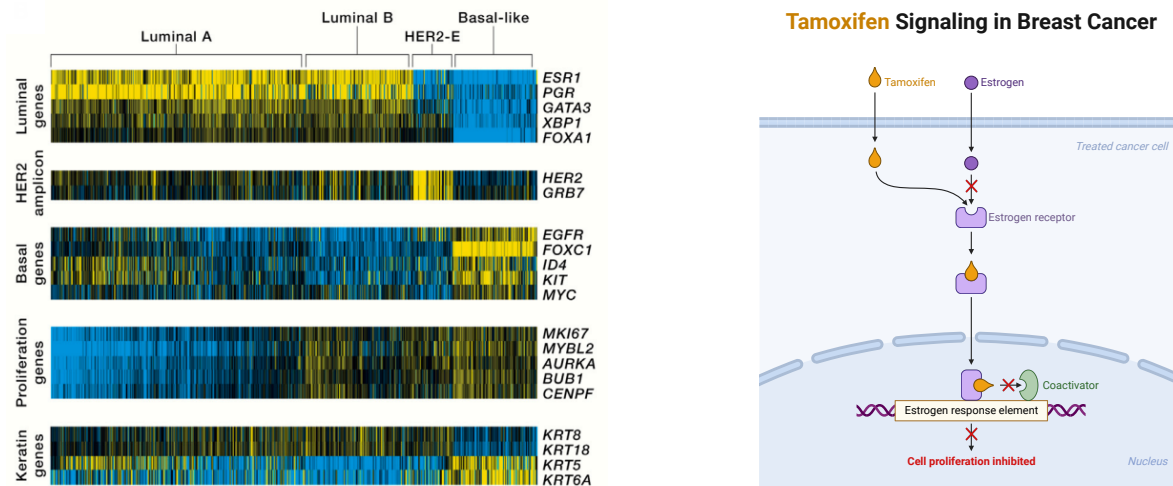 Luminal A
Luminal B
HER2-E
Basal-like
Luminal
genes
ESR1
PGR
GATA3
XBP1
FOXA1
HER2
amplicon
HER2
GRB7
Basal
genes
EGFR
FOXC1
ID4
KIT
MYC
Proliferation
genes
MKI67
MYBL2
AURKA
BUB1
CENPF
Keratin
genes
KRT8
KRT18
KRT5
KRT6A
Tamoxifen Signaling in Breast Cancer
Tamoxifen
Estrogen
Treated cancer cell
Estrogen receptor
Coactivator
Estrogen response element
Cell proliferation inhibited
Nucleus